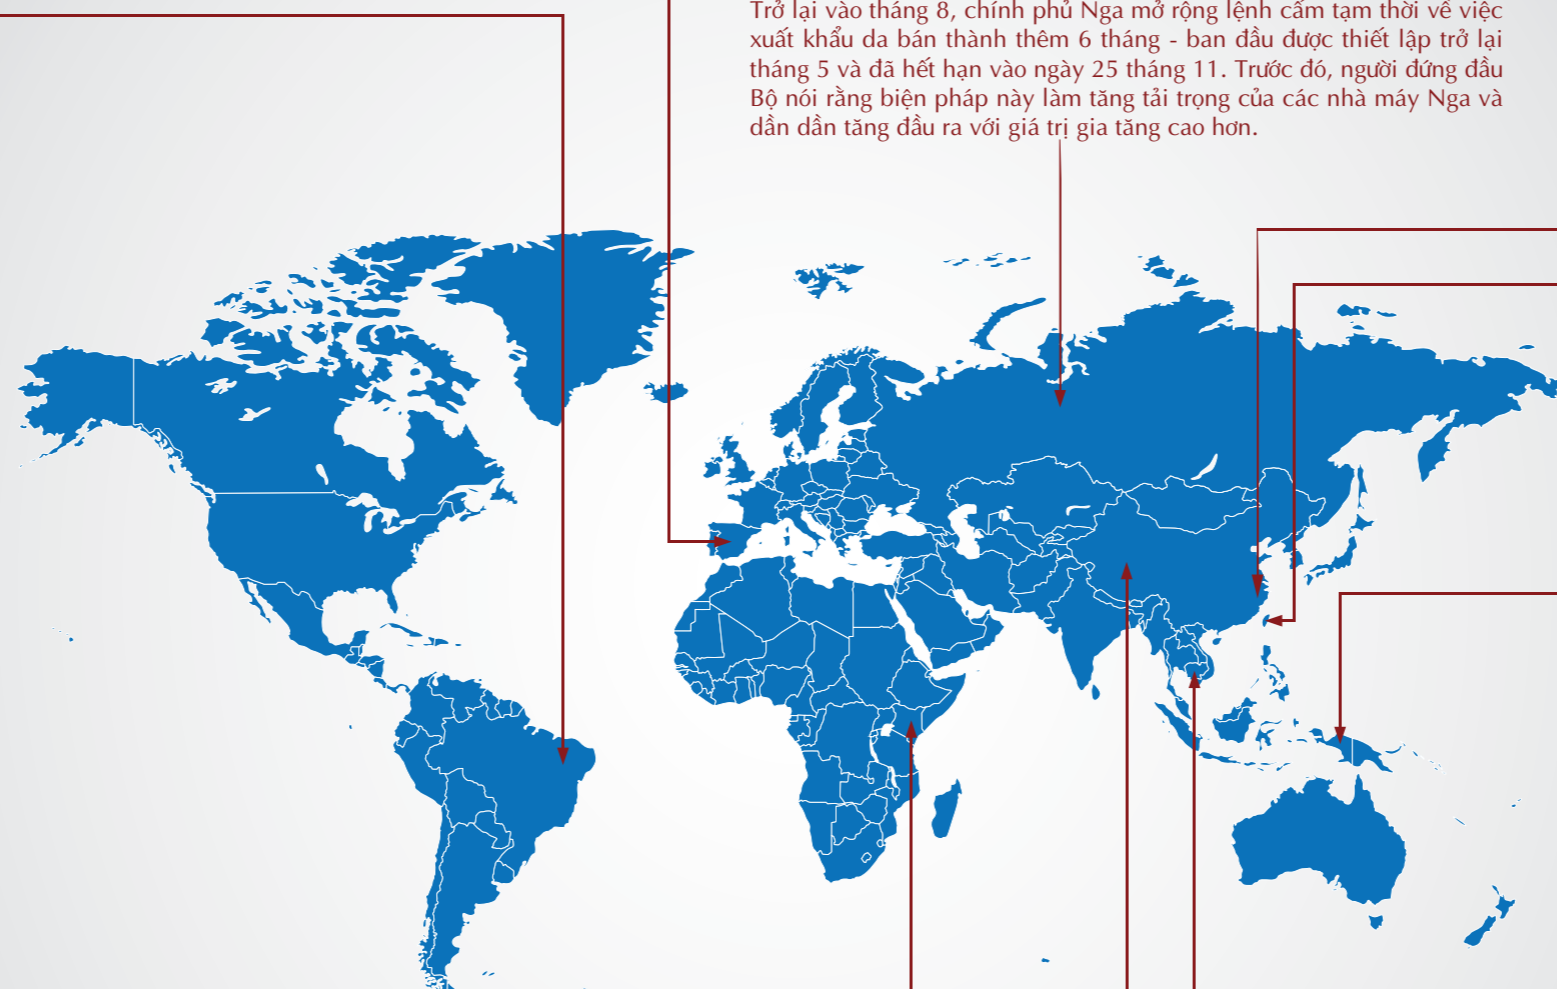 Trở lại vào tháng 8, chính phủ Nga mở rộng lệnh cấm tạm thời về việc
xuất khẩu da bán thành thêm 6 tháng - ban đầu được thiết lập trở lại
tháng 5 và đã hết hạn vào ngày 25 tháng 11. Trước đó, người đứng đầu
Bộ nói rằng biện pháp này làm tăng tải trọng của các nhà máy Nga và
dần dần tăng đầu ra với giá trị gia tăng cao hơn.